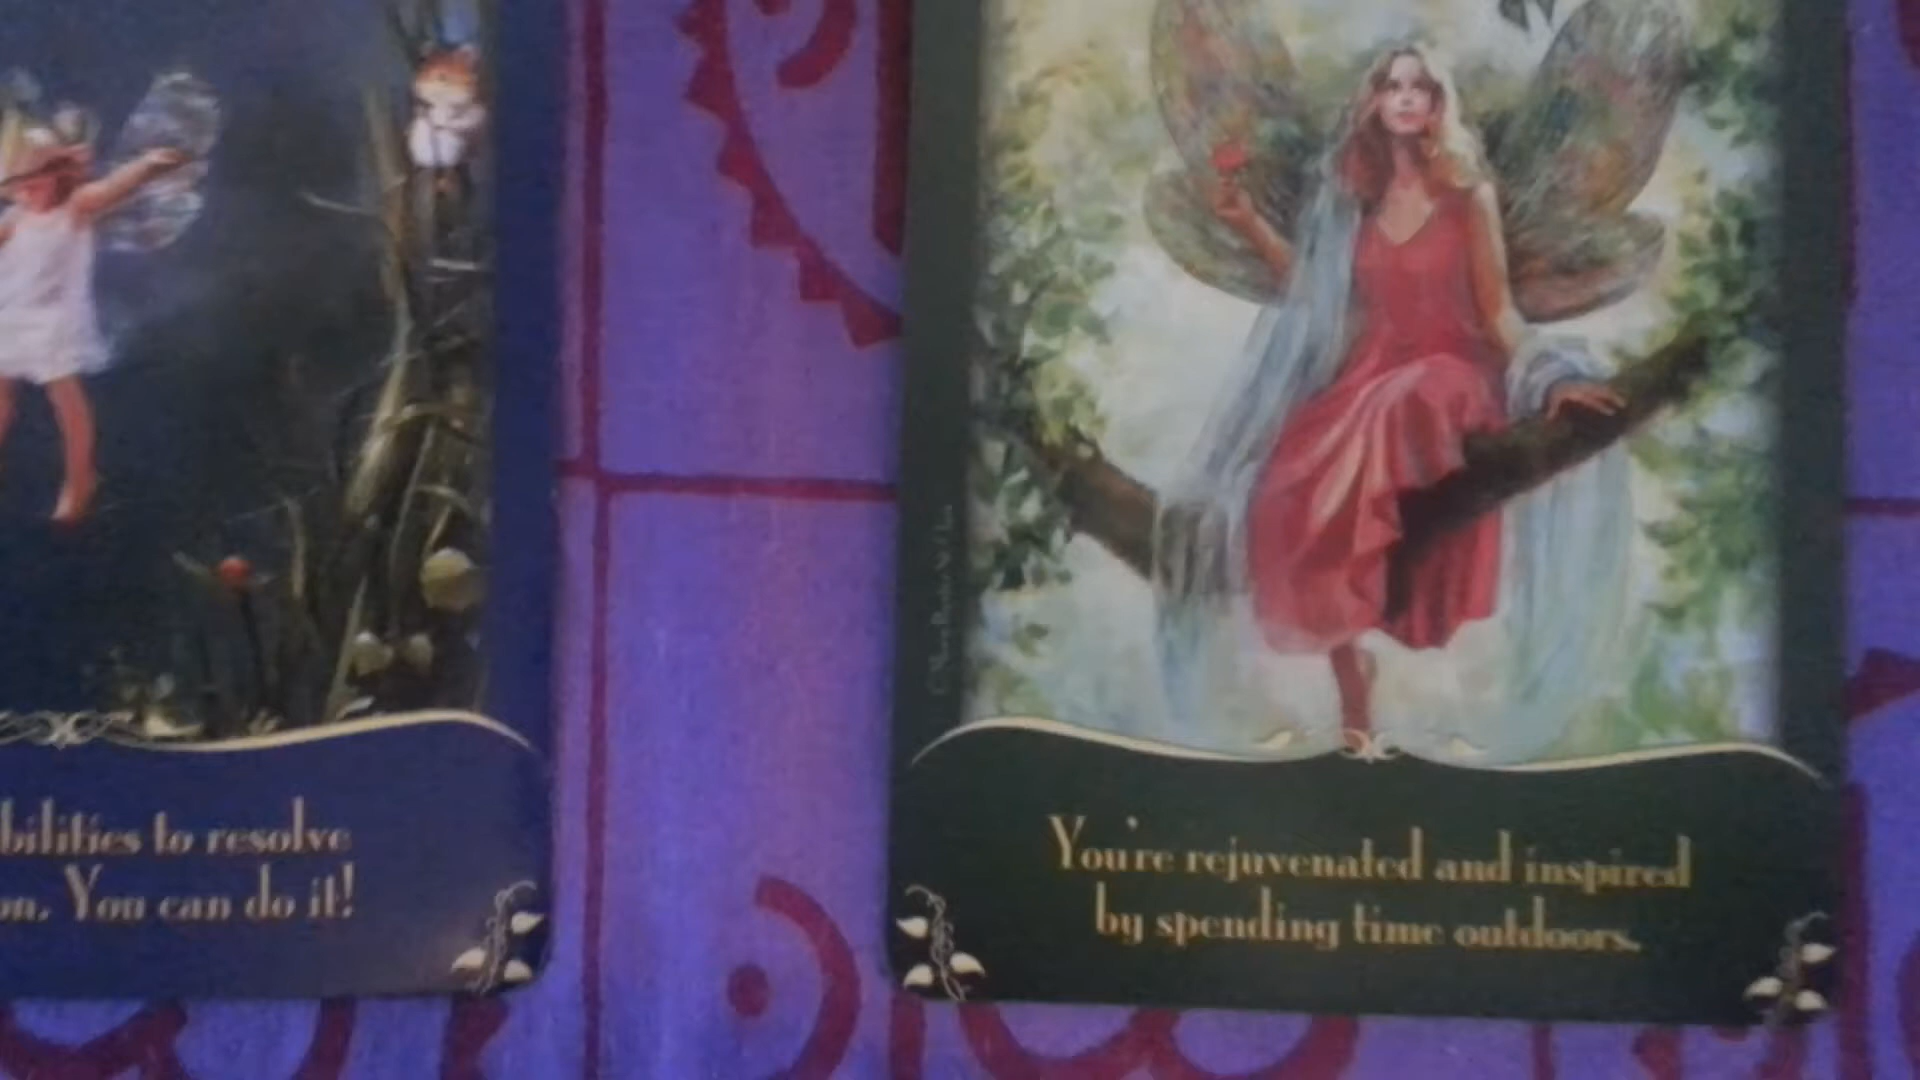 bilities to resolve
on. You can do it!
You're rejuvenated and inspired
by spending time outdoors.